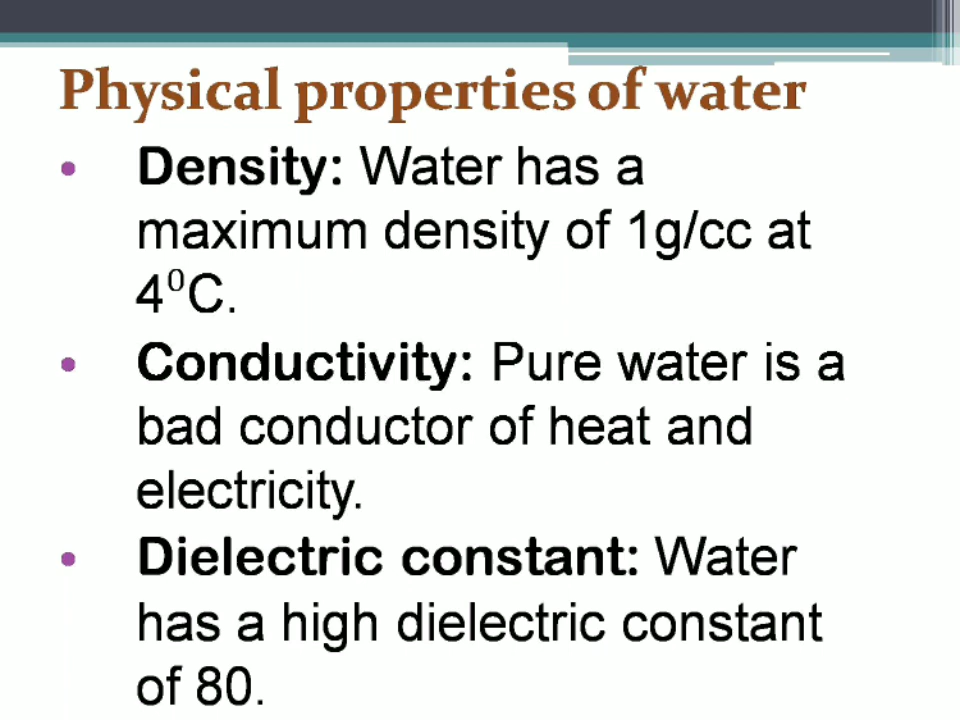 Physical properties of water
• Density: Water has a
maximum density of 1g/cc at
4⁰C.
• Conductivity: Pure water is a
bad conductor of heat and
electricity.
• Dielectric constant: Water
has a high dielectric constant
of 80.